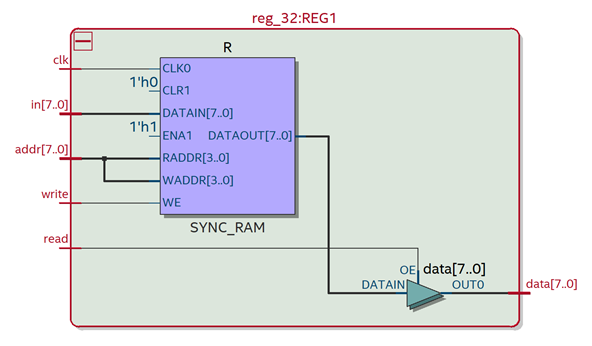 reg_32:REG1
R
clk
CLK0
1'h0
CLR1
in[7..0]
DATAIN[7..0]
1'h1
ENA1
DATAOUT[7..0]
addr[7..0]
RADDR[3..0]
WADDR[3..0]
write
WE
SYNC_RAM
read
OE
data[7..0]
DATAIN
OUT0
data[7..0]